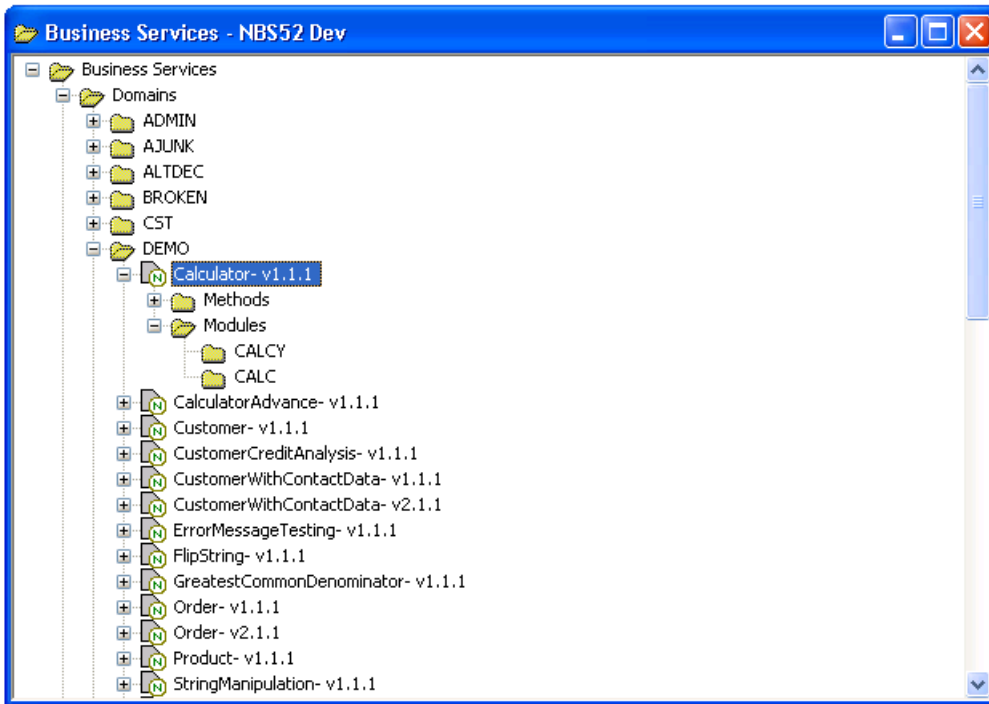 Business Services - NBS52 Dev
Business Services
Domains
ADMIN
AJUNK
ALTDEC
BROKEN
CST
DEMO
Calculator- v1.1.1
Methods
Modules
CALCY
CALC
CalculatorAdvance- v1.1.1
Customer- v1.1.1
CustomerCreditAnalysis- v1.1.1
CustomerWithContactData- v1.1.1
CustomerWithContactData- v2.1.1
ErrorMessageTesting- v1.1.1
FlipString- v1.1.1
GreatestCommonDenominator- v1.1.1
Order- v1.1.1
Order- v2.1.1
Product- v1.1.1
StringManipulation- v1.1.1